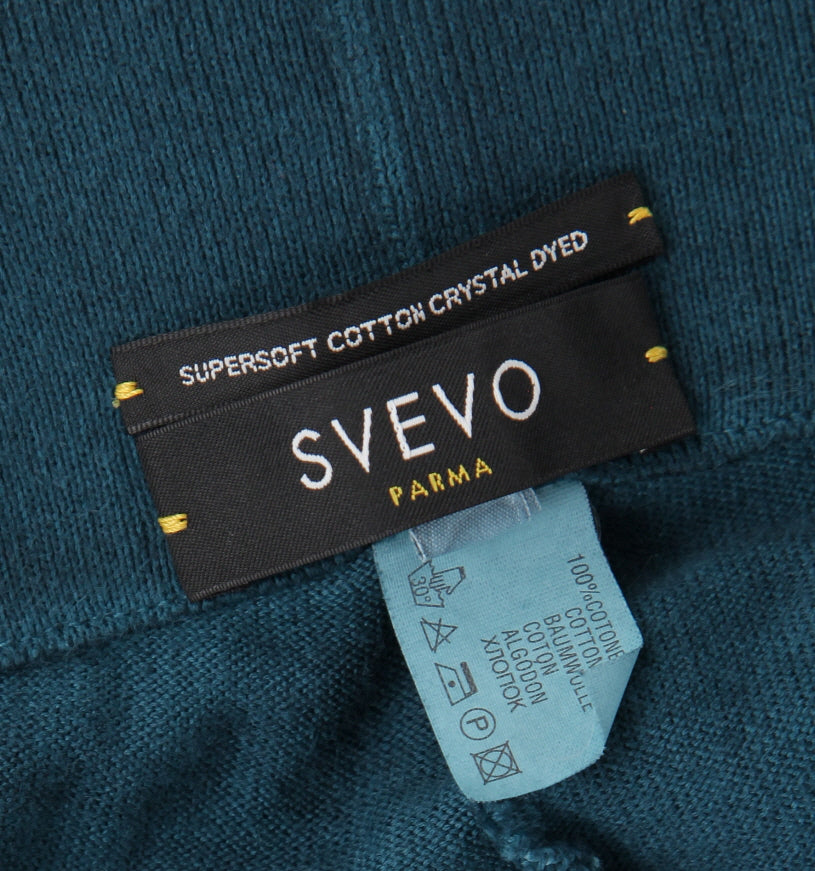 SUPERSOFT COTTON CRYSTAL DYED
SVEVO
PARMA
30°
P
100%COTONE
COTTON
BAUMWOLLE
COTON
ALGODON
ХЛОПОК